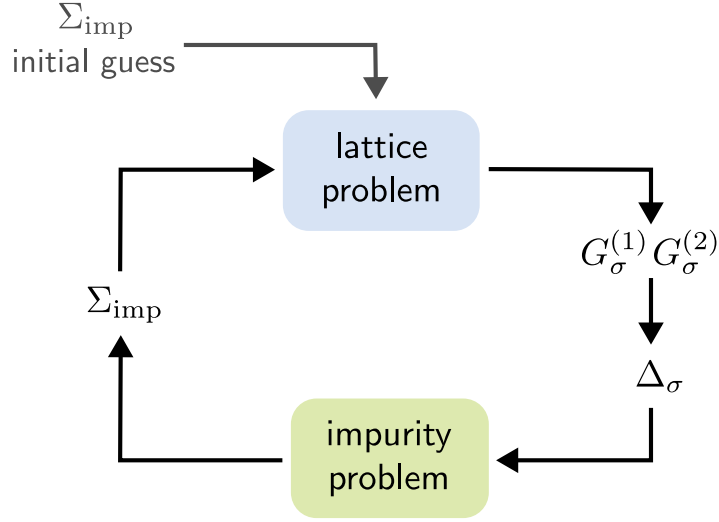 Σ_imp
initial guess
lattice
problem
G_σ^(1) G_σ^(2)
Σ_imp
Δ_σ
impurity
problem